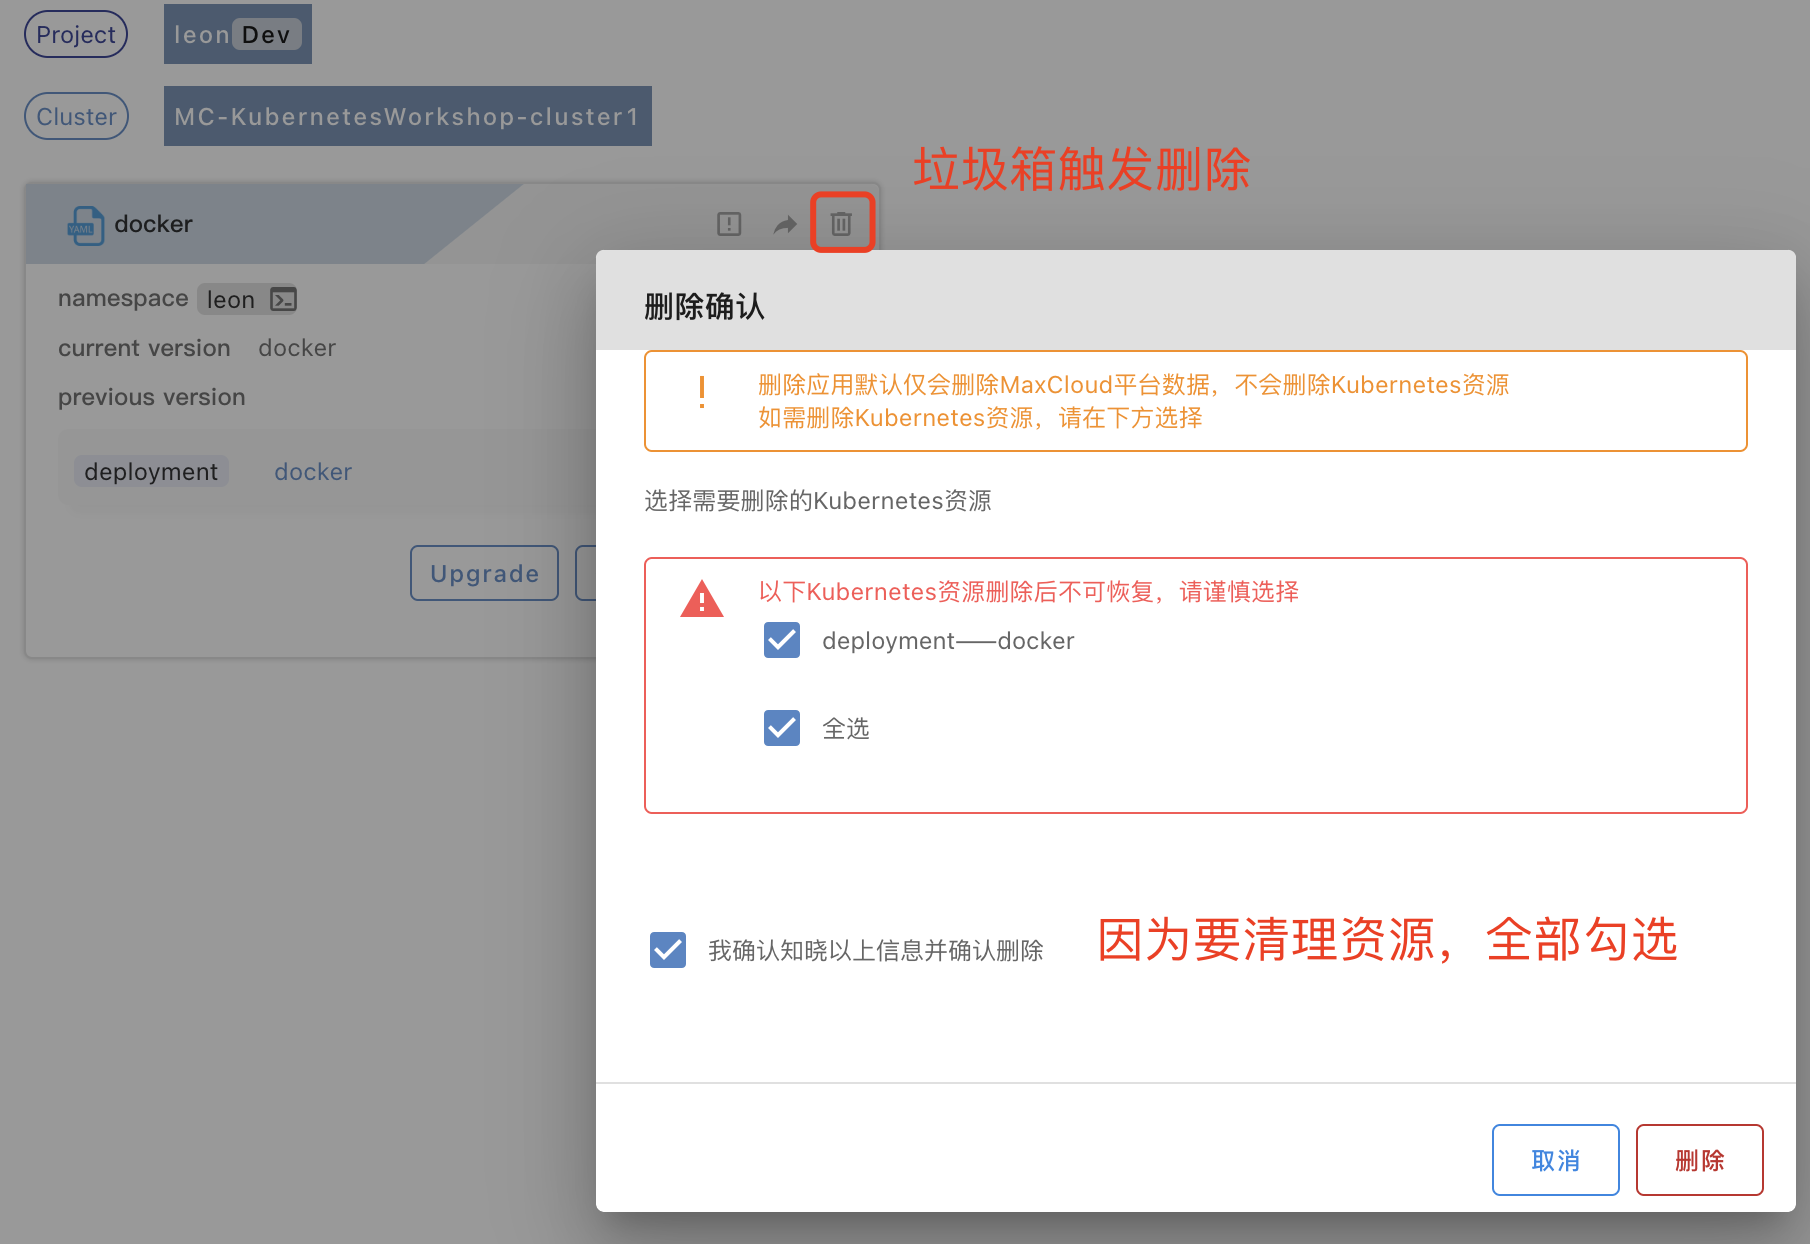 Project leon Dev
Cluster MC-KubernetesWorkshop-cluster1
垃圾箱触发删除
YAML docker
namespace leon
current version docker
previous version
deployment docker
Upgrade
删除确认
删除应用默认仅会删除MaxCloud平台数据，不会删除Kubernetes资源
如需删除Kubernetes资源，请在下方选择
选择需要删除的Kubernetes资源
以下Kubernetes资源删除后不可恢复，请谨慎选择
deployment——docker
全选
我确认知晓以上信息并确认删除
因为要清理资源，全部勾选
取消 删除